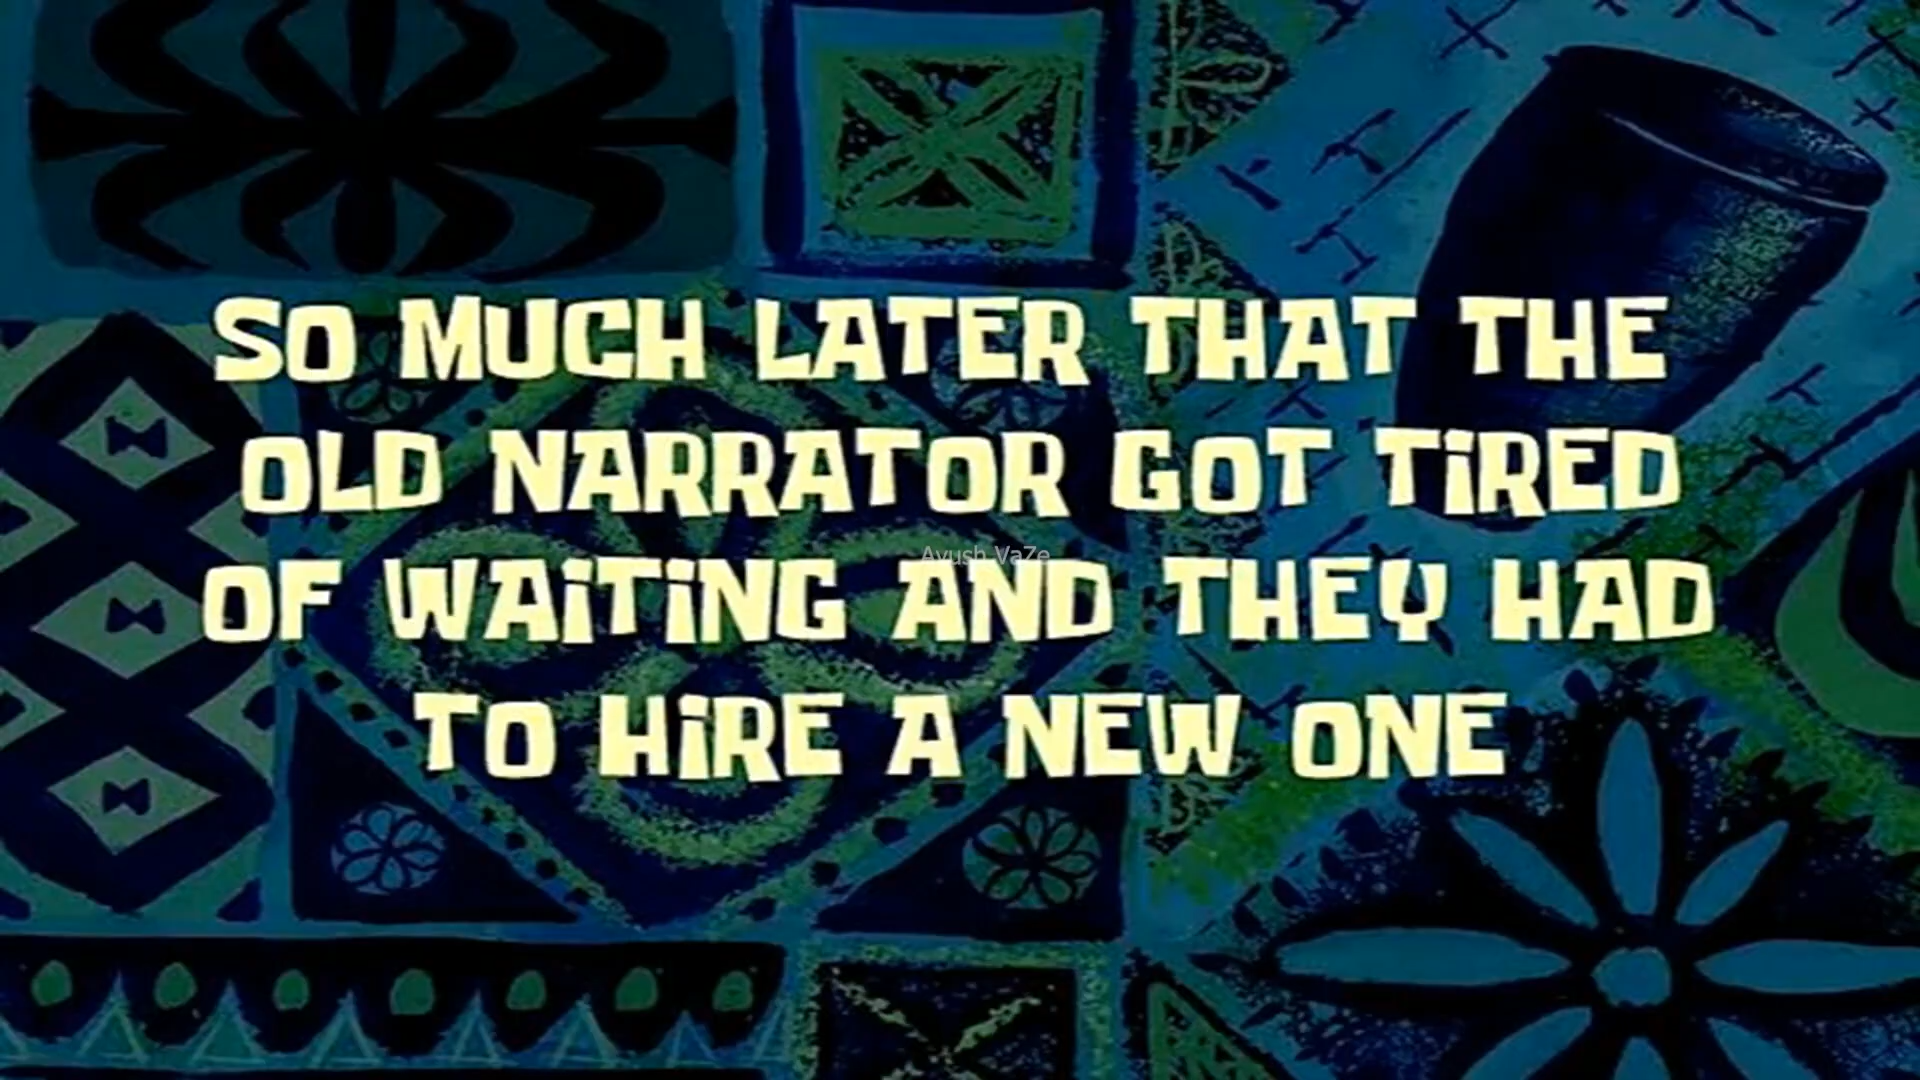 SO MUCH LATER THAT THE
OLD NARRATOR GOT TiRED
OF WAiTiNG AND THEY HAD
TO HiRE A NEW ONE
Ayush VaZe